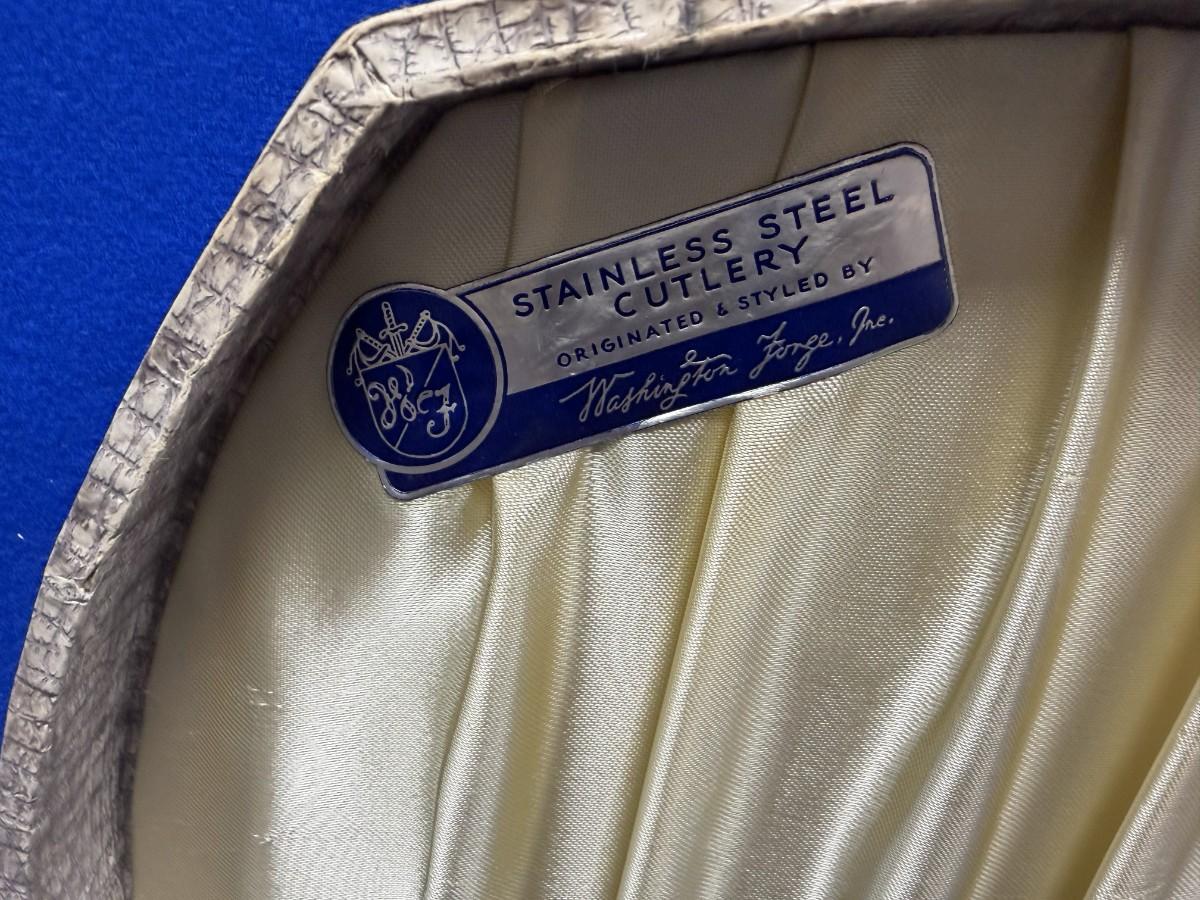 STAINLESS STEEL
CUTLERY
ORIGINATED & STYLED BY
Washington Forge, Inc.
W & F